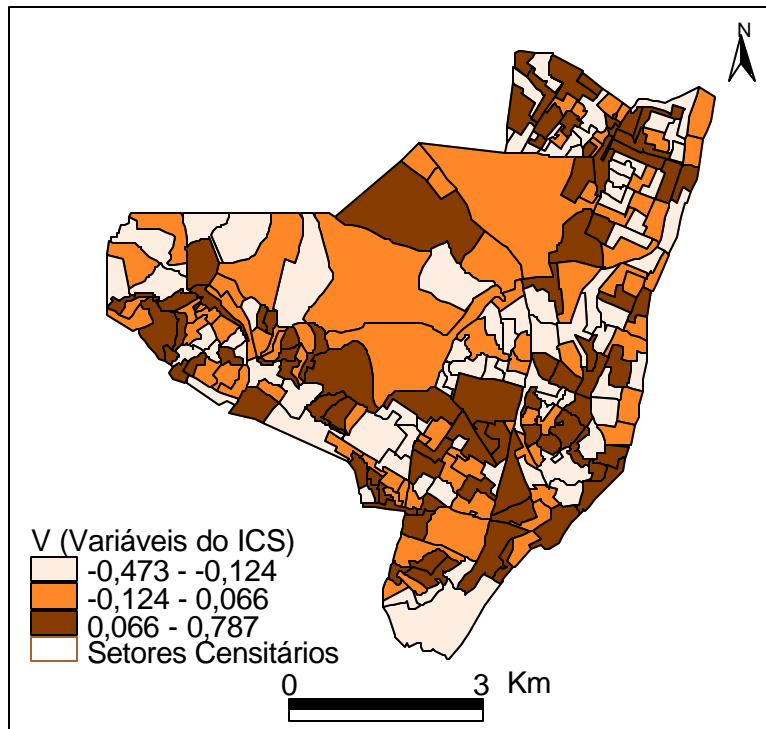 N
V (Variáveis do ICS)
-0,473 - -0,124
-0,124 - 0,066
0,066 - 0,787
Setores Censitários
0 3 Km